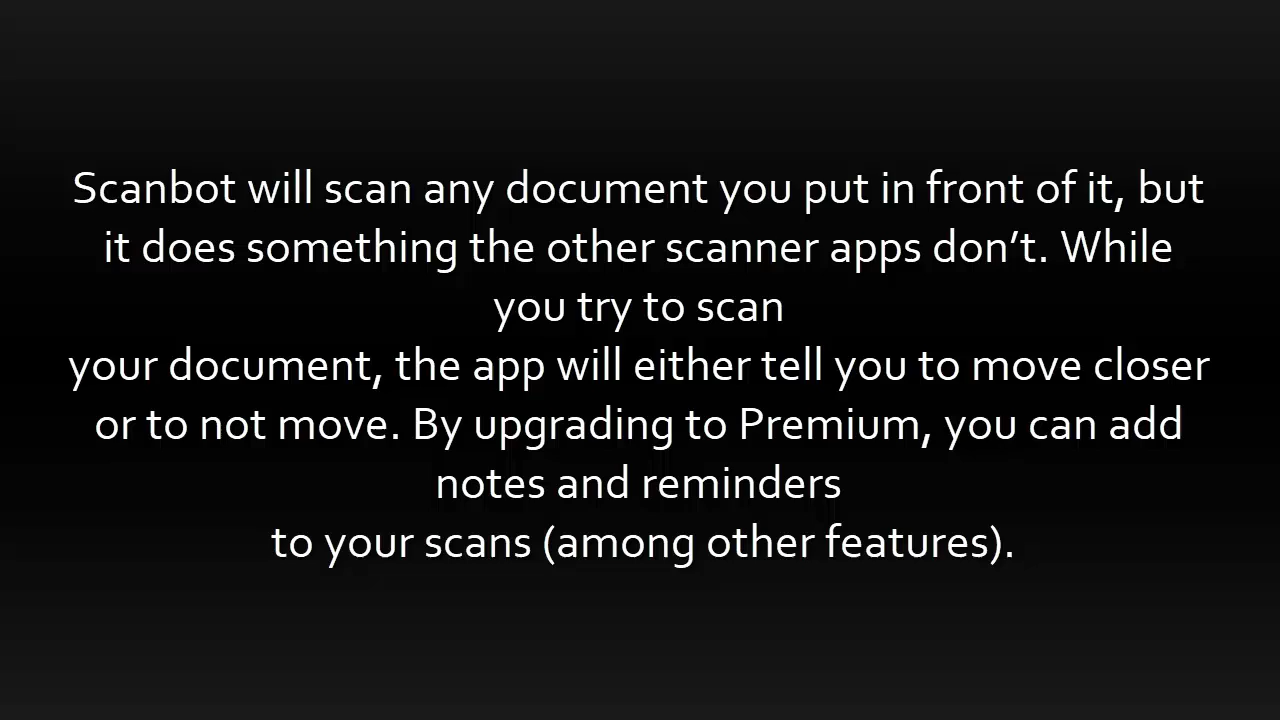 Scanbot will scan any document you put in front of it, but
it does something the other scanner apps don’t. While
you try to scan
your document, the app will either tell you to move closer
or to not move. By upgrading to Premium, you can add
notes and reminders
to your scans (among other features).